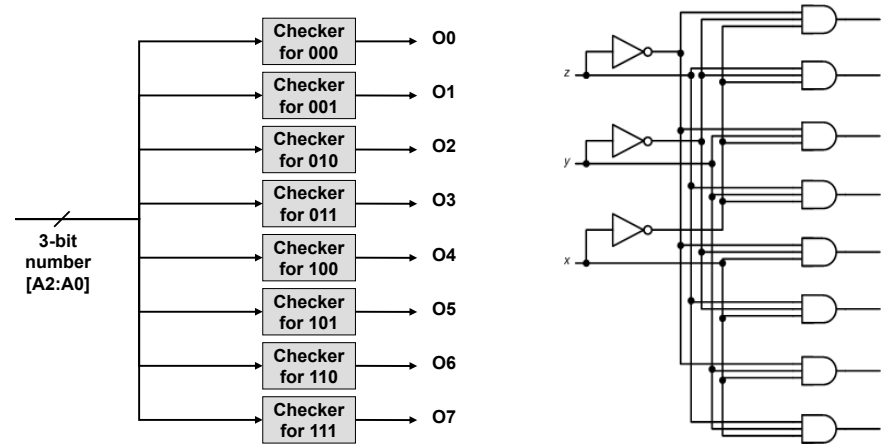 Checker
for 000
O0
Checker
for 001
O1
Checker
for 010
O2
Checker
for 011
O3
3-bit
number
[A2:A0]
Checker
for 100
O4
Checker
for 101
O5
Checker
for 110
O6
Checker
for 111
O7
z
y
x